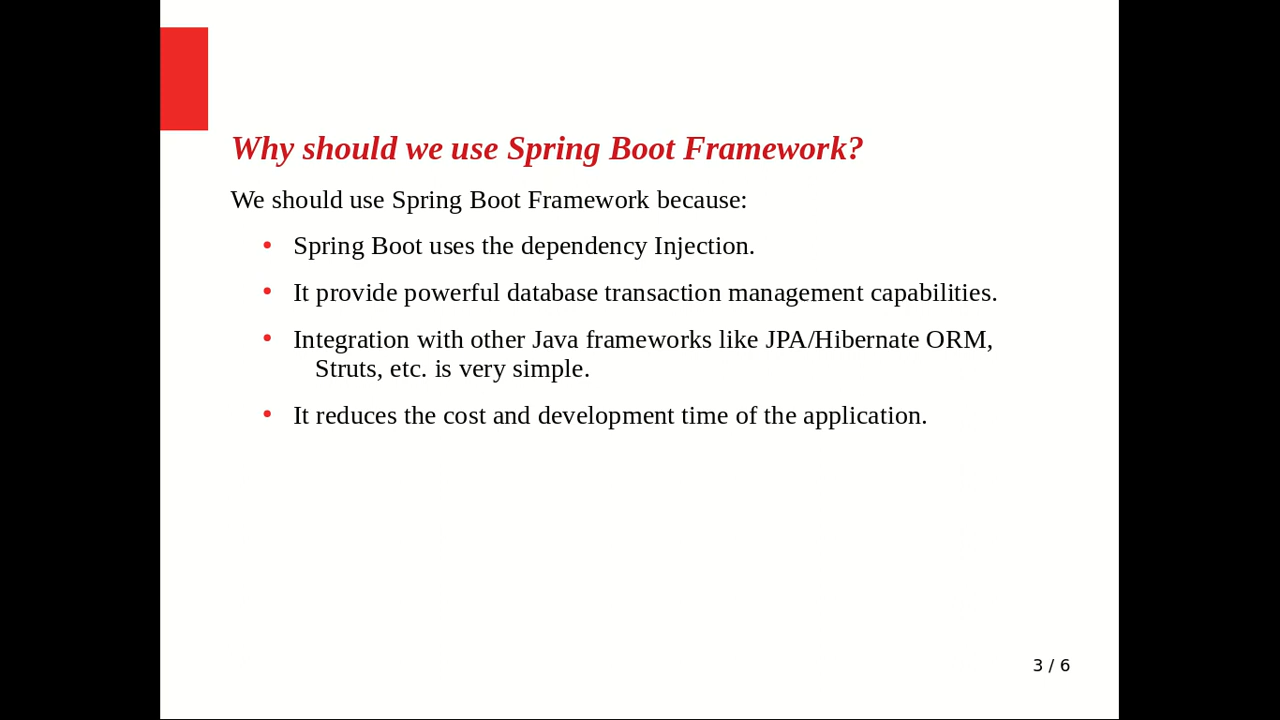 Why should we use Spring Boot Framework?
We should use Spring Boot Framework because:
• Spring Boot uses the dependency Injection.
• It provide powerful database transaction management capabilities.
• Integration with other Java frameworks like JPA/Hibernate ORM,
Struts, etc. is very simple.
• It reduces the cost and development time of the application.
3 / 6